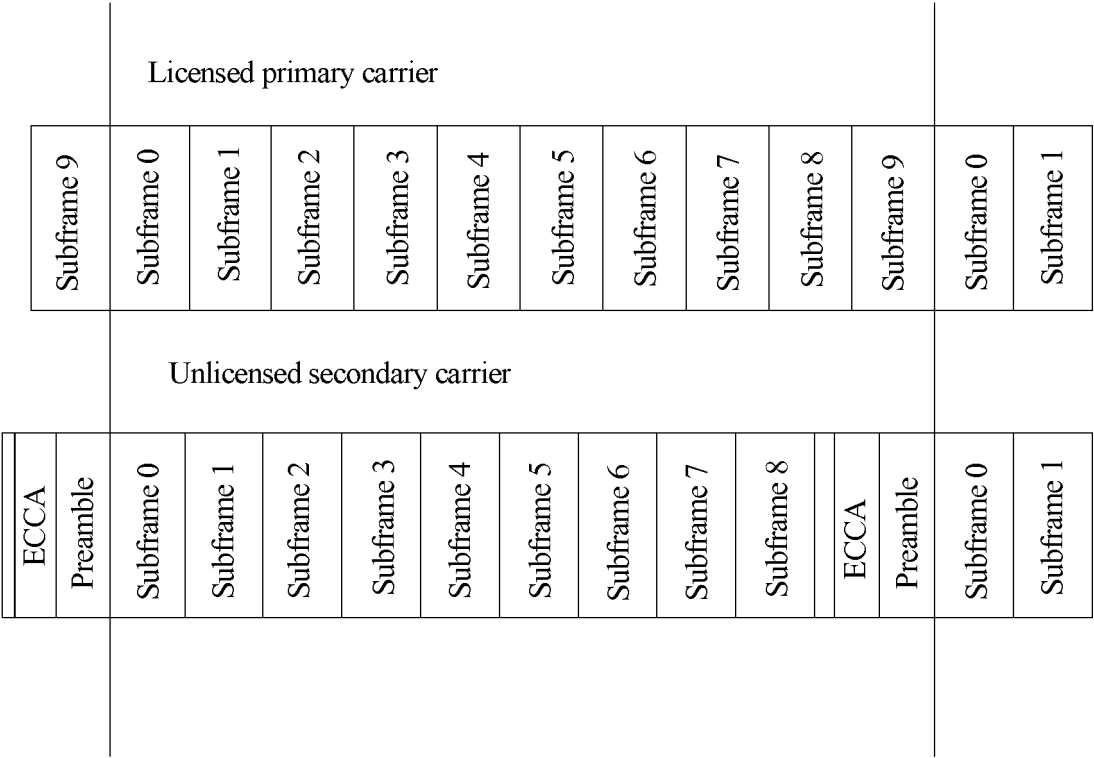 Licensed primary carrier
Subframe 9
Subframe 0
Subframe 1
Subframe 2
Subframe 3
Subframe 4
Subframe 5
Subframe 6
Subframe 7
Subframe 8
Subframe 9
Subframe 0
Subframe 1
Unlicensed secondary carrier
ECCA
Preamble
Subframe 0
Subframe 1
Subframe 2
Subframe 3
Subframe 4
Subframe 5
Subframe 6
Subframe 7
Subframe 8
ECCA
Preamble
Subframe 0
Subframe 1